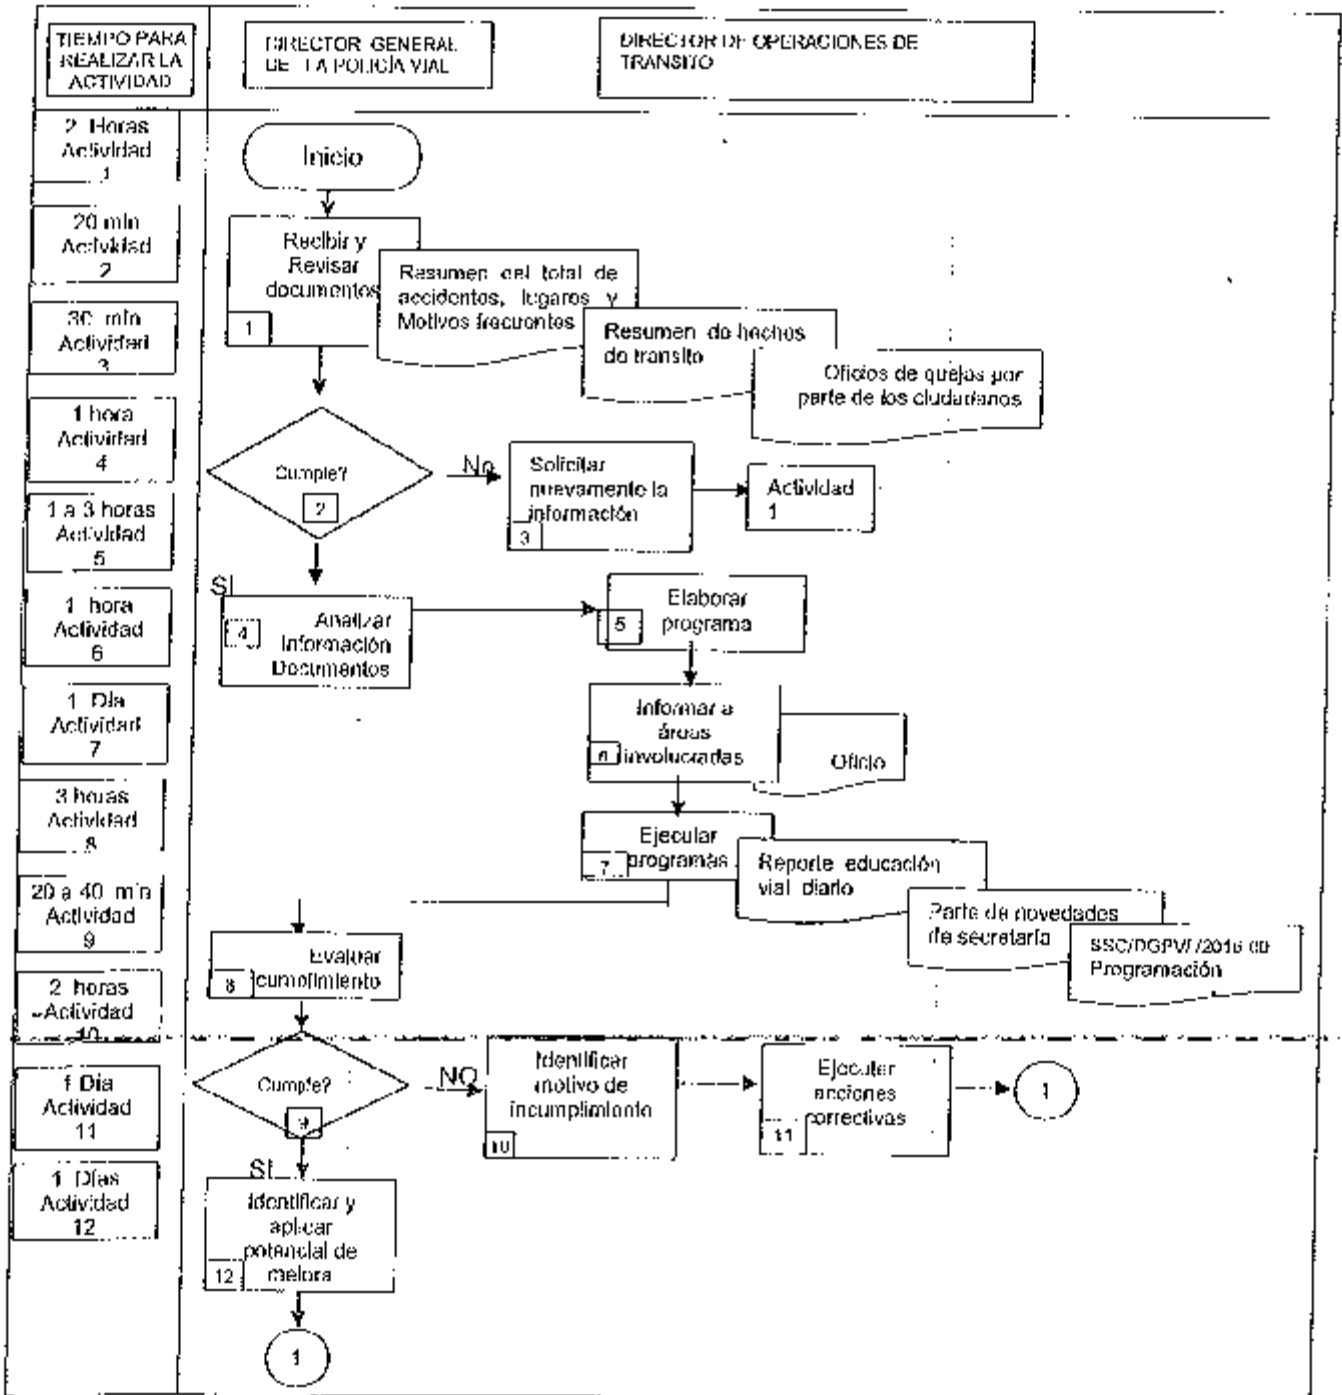 TIEMPO PARA
REALIZAR LA
ACTIVIDAD
DIRECTOR GENERAL
DE LA POLICÍA VIAL
DIRECTOR DE OPERACIONES DE
TRANSITO
2 Horas
Actividad
1
20 min
Actividad
2
30 min
Actividad
3
1 hora
Actividad
4
1 a 3 horas
Actividad
5
1 hora
Actividad
6
1 Día
Actividad
7
3 horas
Actividad
8
20 a 40 min
Actividad
9
2 horas
Actividad
10
1 Dia
Actividad
11
1 Días
Actividad
12
Inicio
Recibir y
Revisar
documentos
1
Resumen del total de
accidentes, lugares y
Motivos frecuentes
Resumen de hechos
de transito
Oficios de quejas por
parte de los ciudadanos
Cumple?
2
No
Solicitar
nuevamente la
información
3
Actividad
1
SI
4
Analizar
Información
Documentos
Elaborar
programa
5
Informar a
áreas
involucradas
6
Oficio
Ejecutar
programas
7
Reporte educación
vial diario
Parte de novedades
de secretaría
SSC/DGPV/ /2016 00
Programación
Evaluar
cumplimiento
8
Cumple?
9
NO
Identificar
motivo de
incumplimiento
10
Ejecutar
acciones
correctivas
11
1
SI
Identificar y
aplicar
potencial de
mejora
12
1